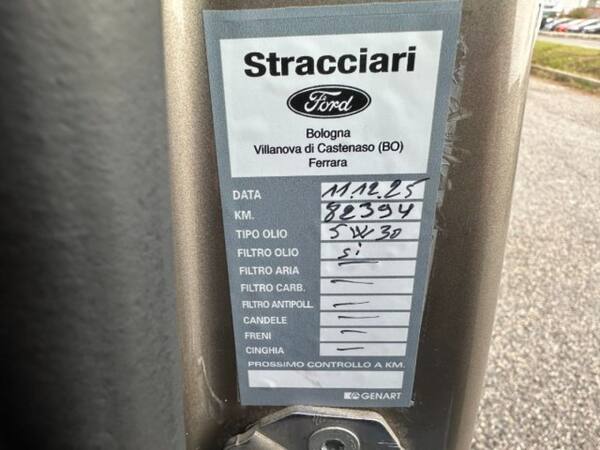 Stracciari
Ford
Bologna
Villanova di Castenaso (BO)
Ferrara
DATA 11.12.25
KM. 82394
TIPO OLIO 5W30
FILTRO OLIO si
FILTRO ARIA
FILTRO CARB. —
FILTRO ANTIPOLL. —
CANDELE —
FRENI —
CINGHIA —
PROSSIMO CONTROLLO A KM.
GENART